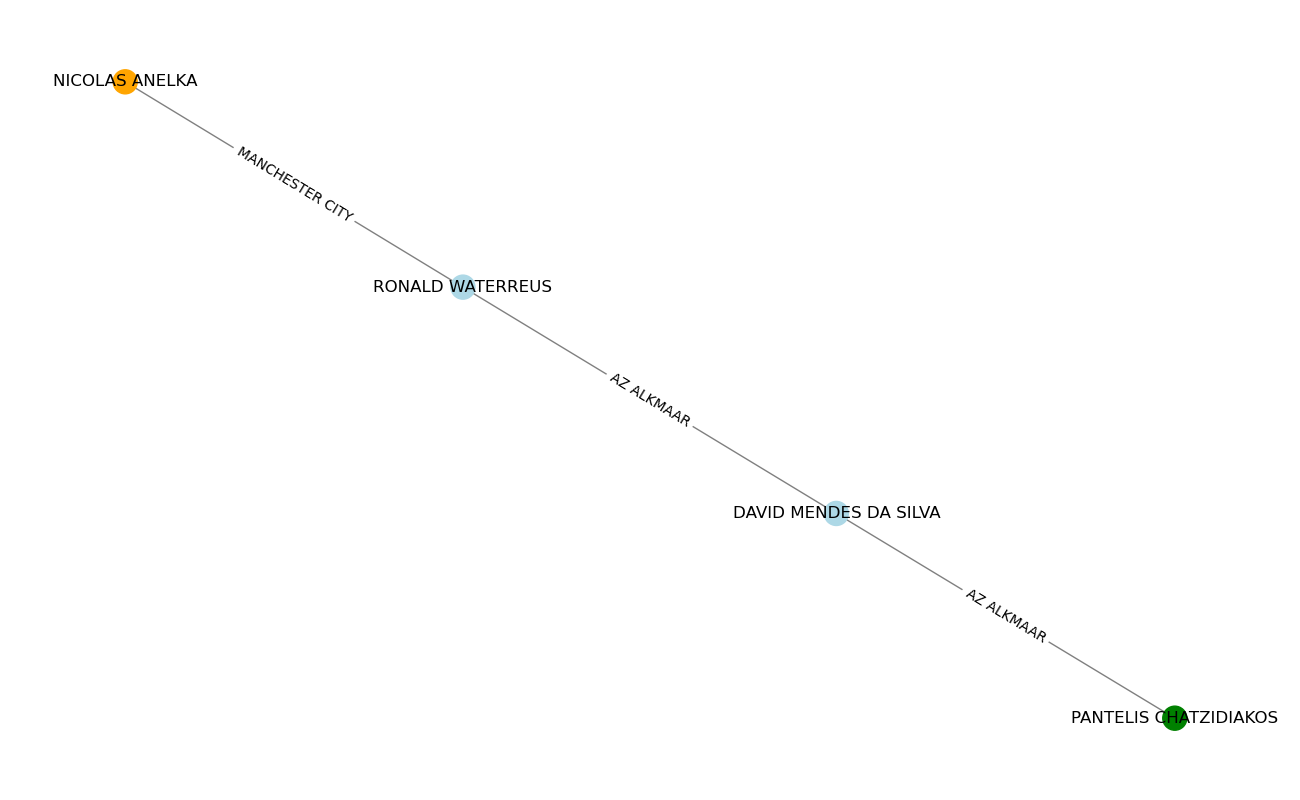 NICOLAS ANELKA
MANCHESTER CITY
RONALD WATERREUS
AZ ALKMAAR
DAVID MENDES DA SILVA
AZ ALKMAAR
PANTELIS CHATZIDIAKOS